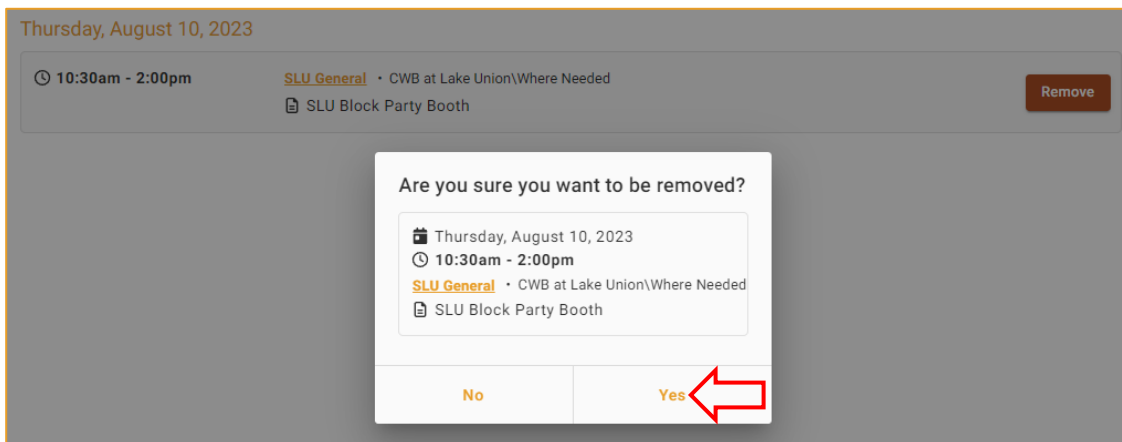 Thursday, August 10, 2023
10:30am - 2:00pm
SLU General • CWB at Lake Union\Where Needed
SLU Block Party Booth
Remove
Are you sure you want to be removed?
Thursday, August 10, 2023
10:30am - 2:00pm
SLU General • CWB at Lake Union\Where Needed
SLU Block Party Booth
No
Yes